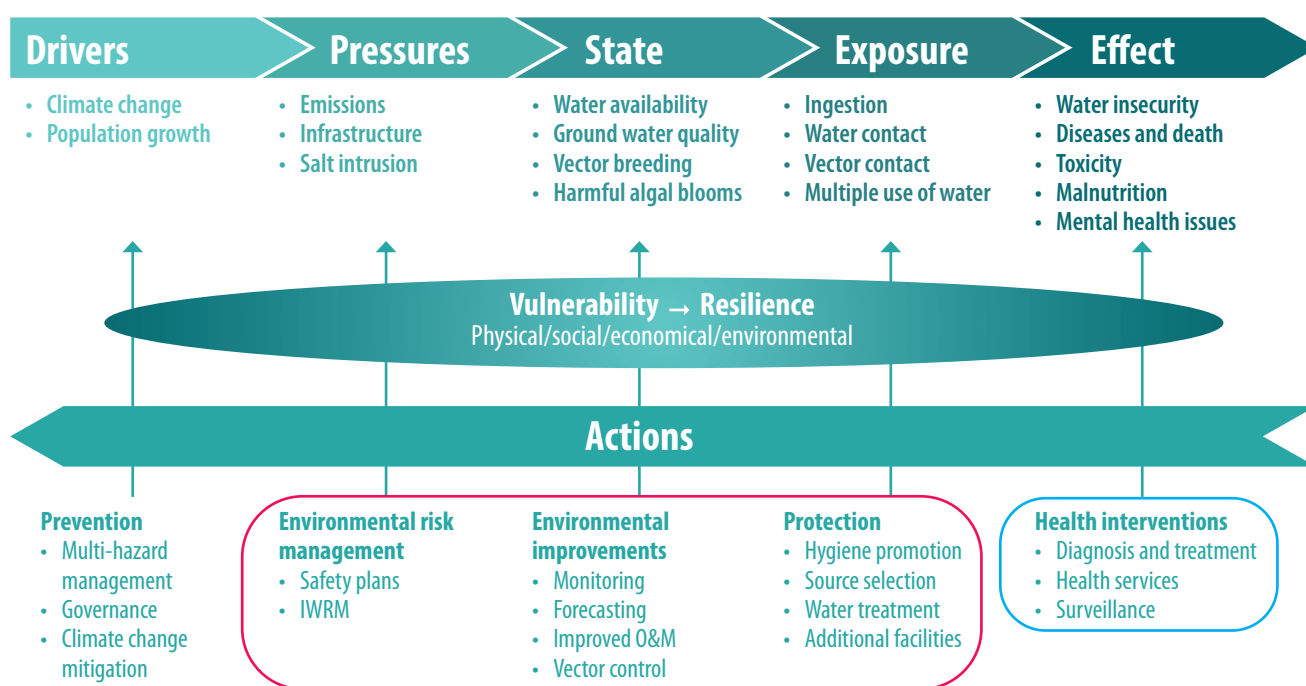 Drivers
Pressures
State
Exposure
Effect
• Climate change
• Population growth
• Emissions
• Infrastructure
• Salt intrusion
• Water availability
• Ground water quality
• Vector breeding
• Harmful algal blooms
• Ingestion
• Water contact
• Vector contact
• Multiple use of water
• Water insecurity
• Diseases and death
• Toxicity
• Malnutrition
• Mental health issues
Vulnerability → Resilience
Physical/social/economical/environmental
Actions
Prevention
• Multi-hazard
management
• Governance
• Climate change
mitigation
Environmental risk
management
• Safety plans
• IWRM
Environmental
improvements
• Monitoring
• Forecasting
• Improved O&M
• Vector control
Protection
• Hygiene promotion
• Source selection
• Water treatment
• Additional facilities
Health interventions
• Diagnosis and treatment
• Health services
• Surveillance